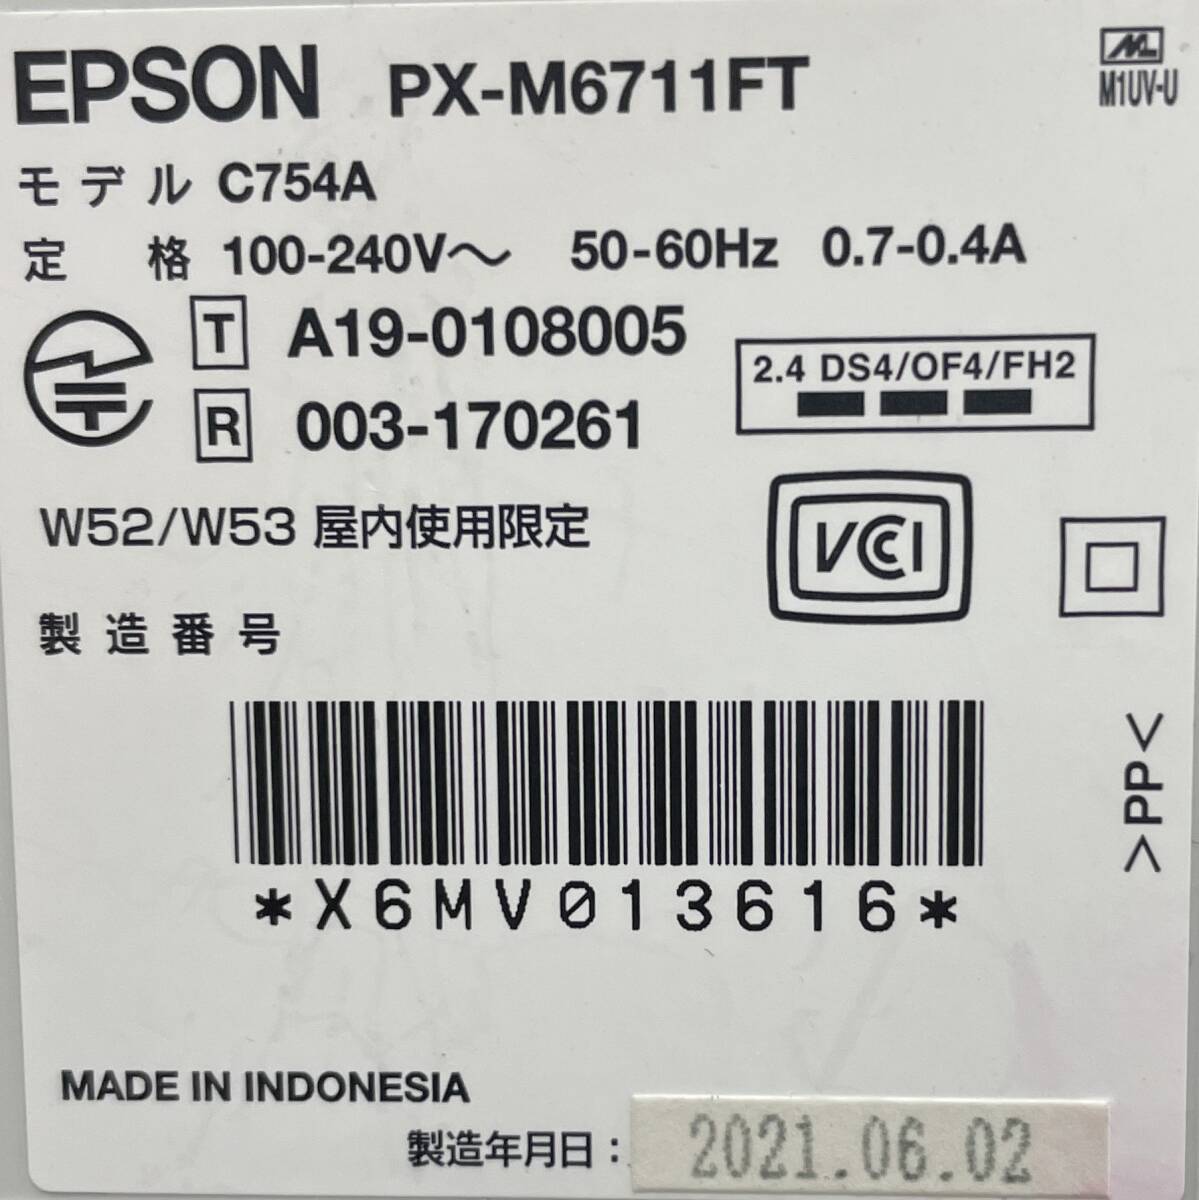 EPSON PX-M6711FT
M1UV-U
モデル C754A
定 格 100-240V～ 50-60Hz 0.7-0.4A
T A19-0108005
R 003-170261
2.4 DS4/OF4/FH2
W52/W53 屋内使用限定
VCCI
製造番号
>PP<
*X6MV013616*
MADE IN INDONESIA
製造年月日：2021.06.02